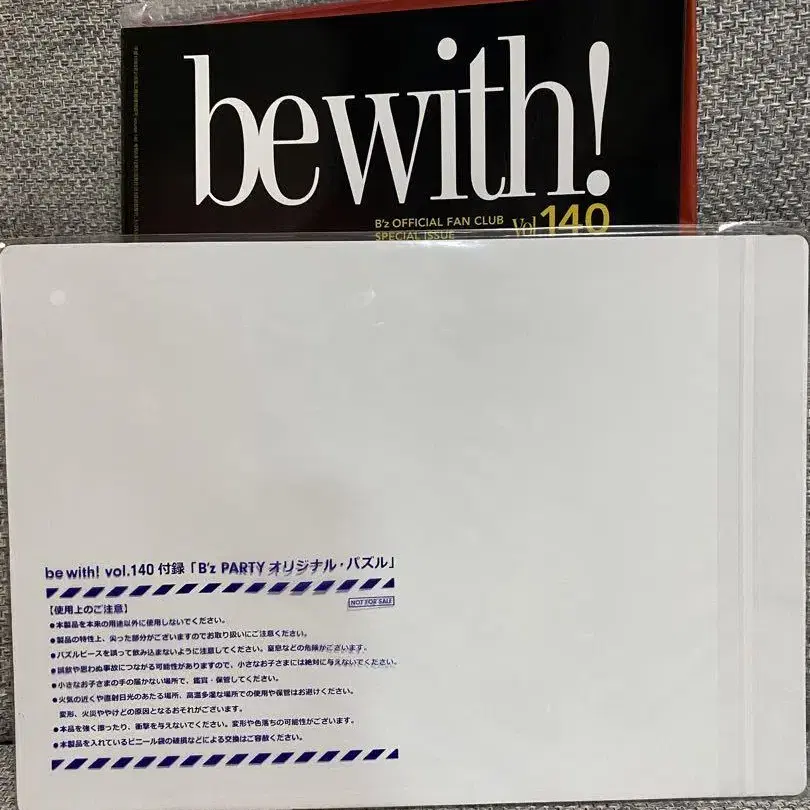 be with!
B'z OFFICIAL FAN CLUB
SPECIAL ISSUE
Vol 140
be with! vol.140 付録「B'z PARTY オリジナル・パズル」
NOT FOR SALE
【使用上のご注意】
●本製品を本来の用途以外に使用しないでください。
●製品の特性上、尖った部分がございますのでお取り扱いにご注意ください。
●パズルピースを誤って飲み込まないように注意してください。窒息などの危険がございます。
●誤飲や思わぬ事故につながる可能性がありますので、小さなお子さまには絶対に与えないでください。
●小さなお子さまの手の届かない場所で、鑑賞・保管してください。
●火気の近くや直射日光のあたる場所、高温多湿な場所での使用や保管はお避けください。
変形、火災ややけどの原因となるおそれがございます。
●本品を強く擦ったり、衝撃を与えないでください。変形や色落ちの可能性がございます。
●本製品を入れているビニール袋の破損などによる交換はご容赦ください。